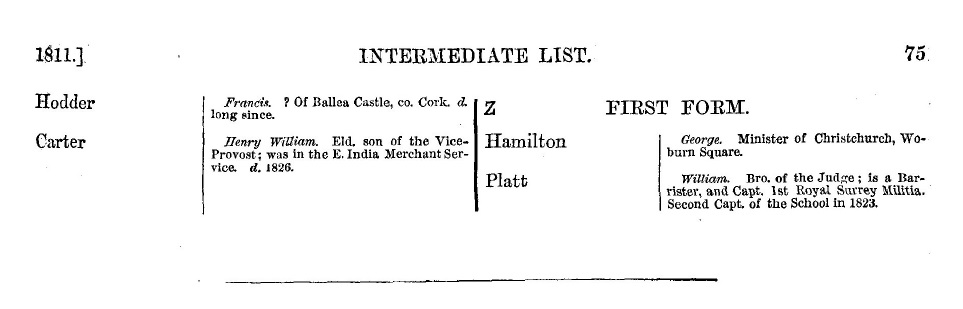 1811.] INTERMEDIATE LIST. 75
Hodder
Francis. ? Of Ballea Castle, co. Cork. d.
long since.
Carter
Henry William. Eld. son of the Vice-
Provost; was in the E. India Merchant Ser-
vice. d. 1826.
Z FIRST FORM.
Hamilton
George. Minister of Christchurch, Wo-
burn Square.
Platt
William. Bro. of the Judge; is a Bar-
rister, and Capt. 1st Royal Surrey Militia.
Second Capt. of the School in 1823.